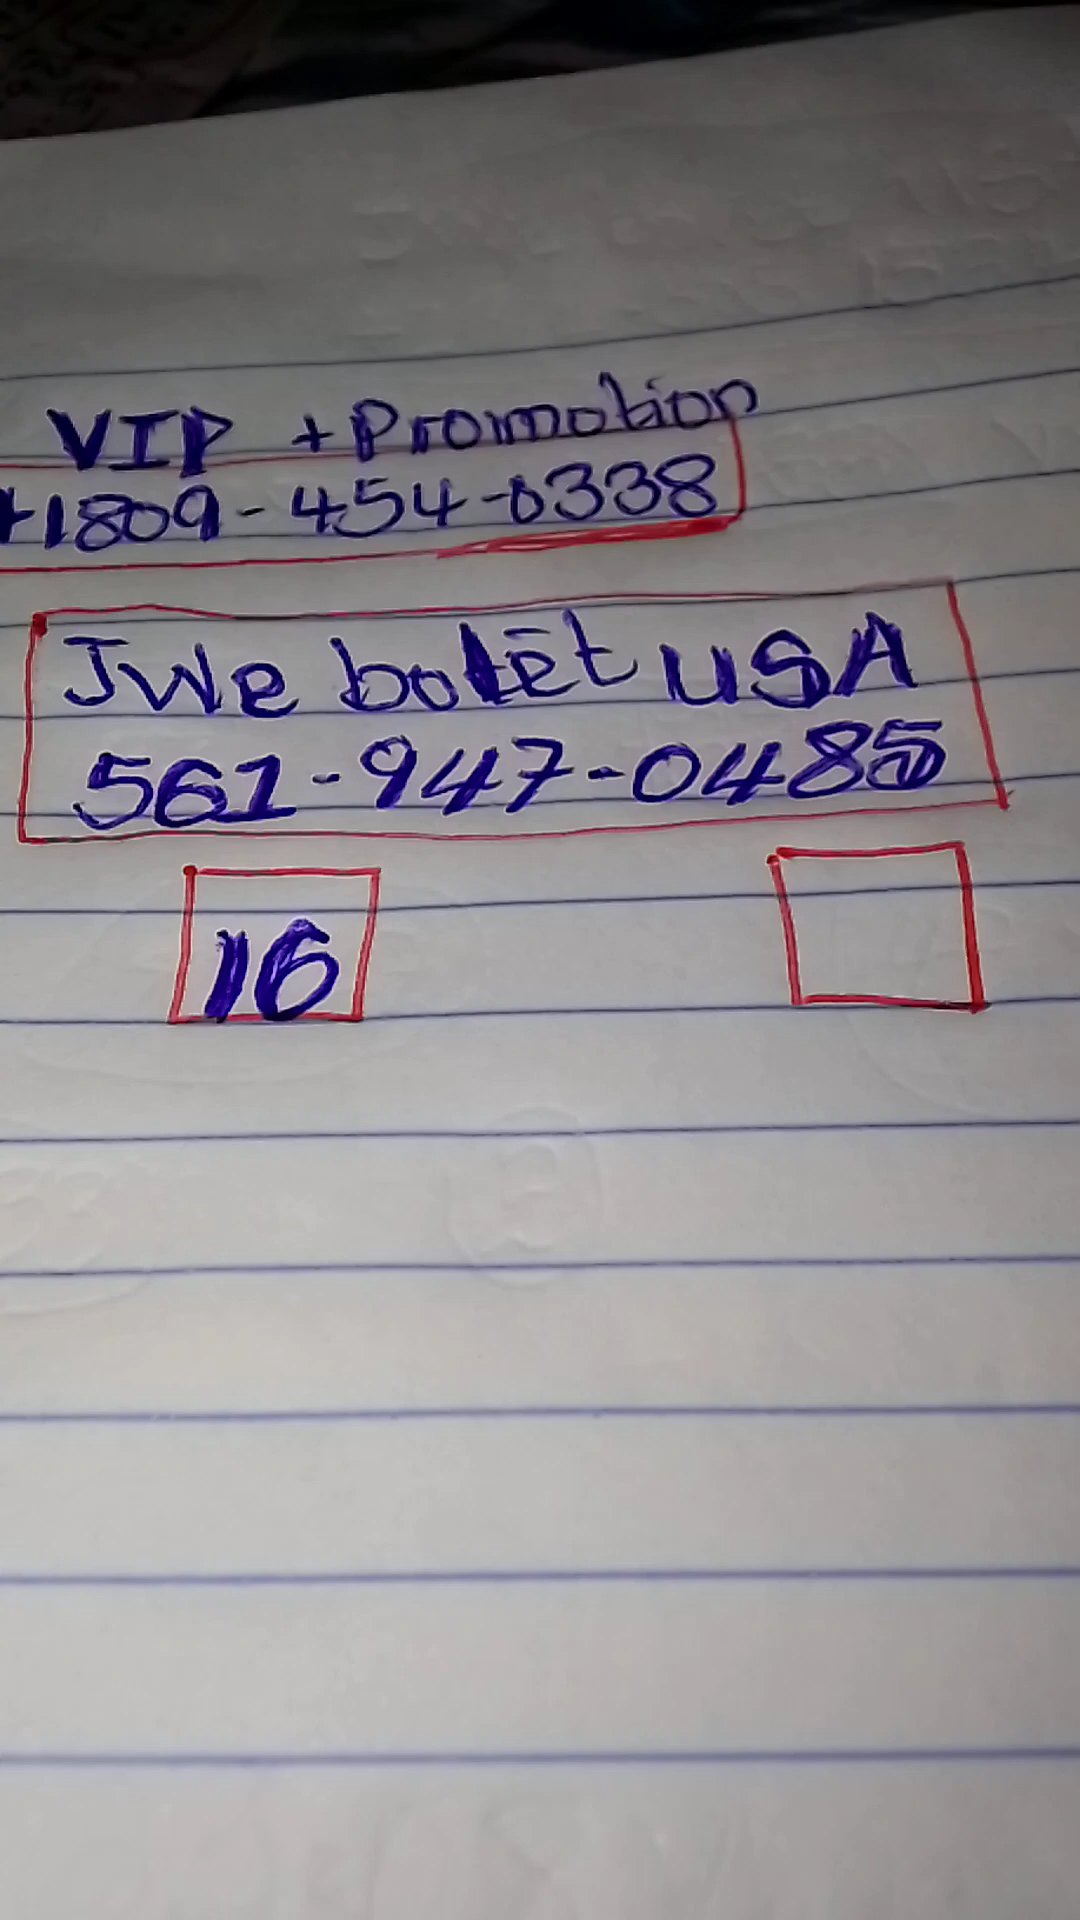 VIP + Promotion
+1809-454-0338
Jwe bolèt USA
561-947-0485
16